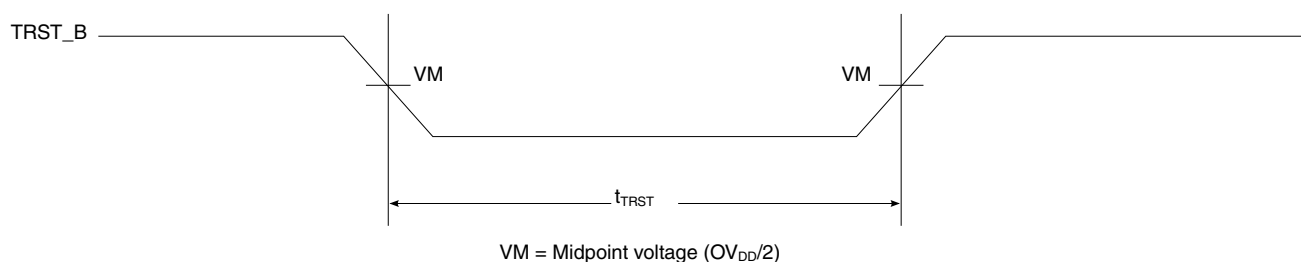 TRST_B
VM
VM
tTRST
VM = Midpoint voltage (OVDD/2)